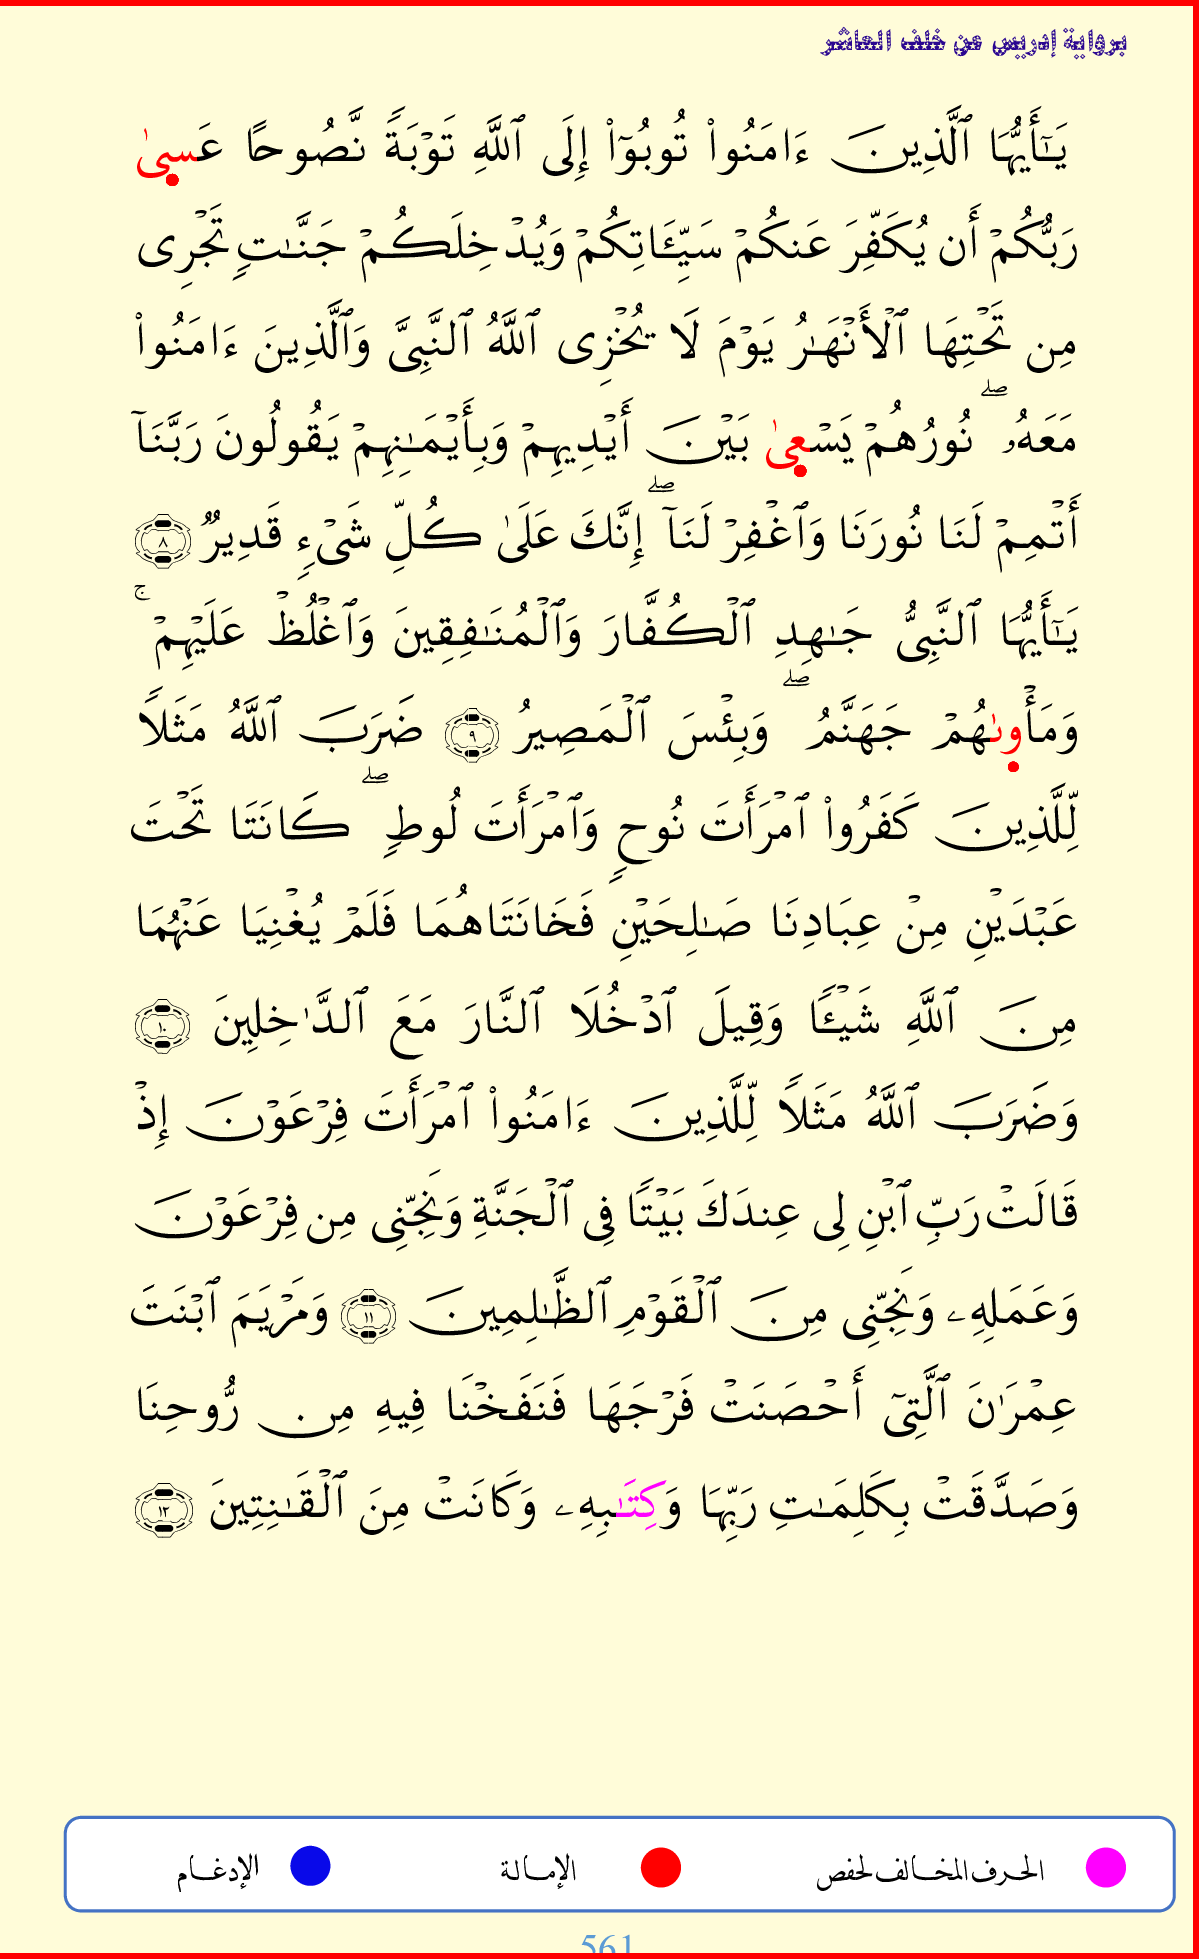 برواية إدريس عن خلف العاشر
يَٰٓأَيُّهَا ٱلَّذِينَ ءَامَنُوا۟ تُوبُوٓا۟ إِلَى ٱللَّهِ تَوْبَةً نَّصُوحًا عَسىٰ
رَبُّكُمْ أَن يُكَفِّرَ عَنكُمْ سَيِّـَٔاتِكُمْ وَيُدْخِلَكُمْ جَنَّٰتٍ تَجْرِى
مِن تَحْتِهَا ٱلْأَنْهَٰرُ يَوْمَ لَا يُخْزِى ٱللَّهُ ٱلنَّبِىَّ وَٱلَّذِينَ ءَامَنُوا۟
مَعَهُۥ ۖ نُورُهُمْ يَسْعىٰ بَيْنَ أَيْدِيهِمْ وَبِأَيْمَٰنِهِمْ يَقُولُونَ رَبَّنَآ
أَتْمِمْ لَنَا نُورَنَا وَٱغْفِرْ لَنَآ ۖ إِنَّكَ عَلَىٰ كُلِّ شَىْءٍ قَدِيرٌ ٨
يَٰٓأَيُّهَا ٱلنَّبِىُّ جَٰهِدِ ٱلْكُفَّارَ وَٱلْمُنَٰفِقِينَ وَٱغْلُظْ عَلَيْهِمْ ۚ
وَمَأْوىٰهُمْ جَهَنَّمُ ۖ وَبِئْسَ ٱلْمَصِيرُ ٩ ضَرَبَ ٱللَّهُ مَثَلًا
لِّلَّذِينَ كَفَرُوا۟ ٱمْرَأَتَ نُوحٍ وَٱمْرَأَتَ لُوطٍ ۖ كَانَتَا تَحْتَ
عَبْدَيْنِ مِنْ عِبَادِنَا صَٰلِحَيْنِ فَخَانَتَاهُمَا فَلَمْ يُغْنِيَا عَنْهُمَا
مِنَ ٱللَّهِ شَيْـًٔا وَقِيلَ ٱدْخُلَا ٱلنَّارَ مَعَ ٱلدَّٰخِلِينَ ١٠
وَضَرَبَ ٱللَّهُ مَثَلًا لِّلَّذِينَ ءَامَنُوا۟ ٱمْرَأَتَ فِرْعَوْنَ إِذْ
قَالَتْ رَبِّ ٱبْنِ لِى عِندَكَ بَيْتًا فِى ٱلْجَنَّةِ وَنَجِّنِى مِن فِرْعَوْنَ
وَعَمَلِهِۦ وَنَجِّنِى مِنَ ٱلْقَوْمِ ٱلظَّٰلِمِينَ ١١ وَمَرْيَمَ ٱبْنَتَ
عِمْرَٰنَ ٱلَّتِىٓ أَحْصَنَتْ فَرْجَهَا فَنَفَخْنَا فِيهِ مِن رُّوحِنَا
وَصَدَّقَتْ بِكَلِمَٰتِ رَبِّهَا وَكِتَٰبِهِۦ وَكَانَتْ مِنَ ٱلْقَٰنِتِينَ ١٢
الحرف المخالف لحفص الإمالة الإدغام
561